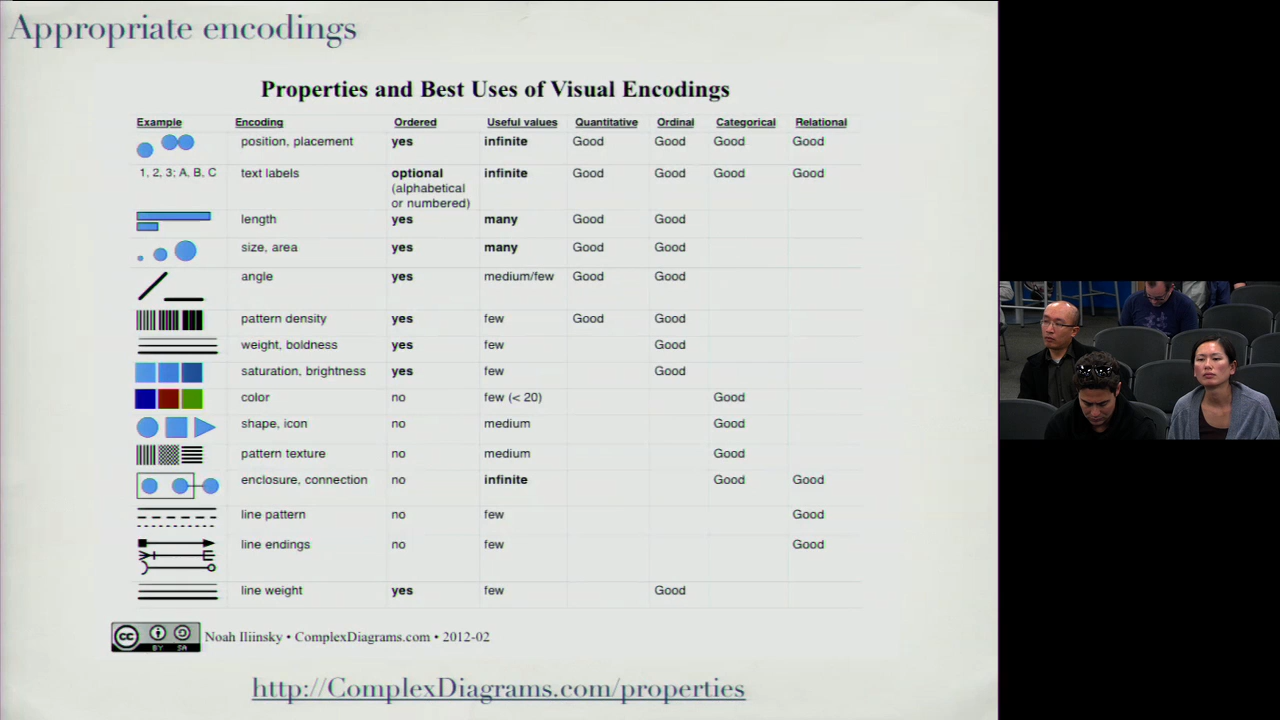 Appropriate encodings
Properties and Best Uses of Visual Encodings
Example Encoding Ordered Useful values Quantitative Ordinal Categorical Relational
position, placement yes infinite Good Good Good Good
1, 2, 3; A, B, C text labels optional (alphabetical or numbered) infinite Good Good Good Good
length yes many Good Good
size, area yes many Good Good
angle yes medium/few Good Good
pattern density yes few Good Good
weight, boldness yes few Good
saturation, brightness yes few Good
color no few (< 20) Good
shape, icon no medium Good
pattern texture no medium Good
enclosure, connection no infinite Good Good
line pattern no few Good
line endings no few Good
line weight yes few Good
cc BY SA Noah Iliinsky • ComplexDiagrams.com • 2012-02
http://ComplexDiagrams.com/properties